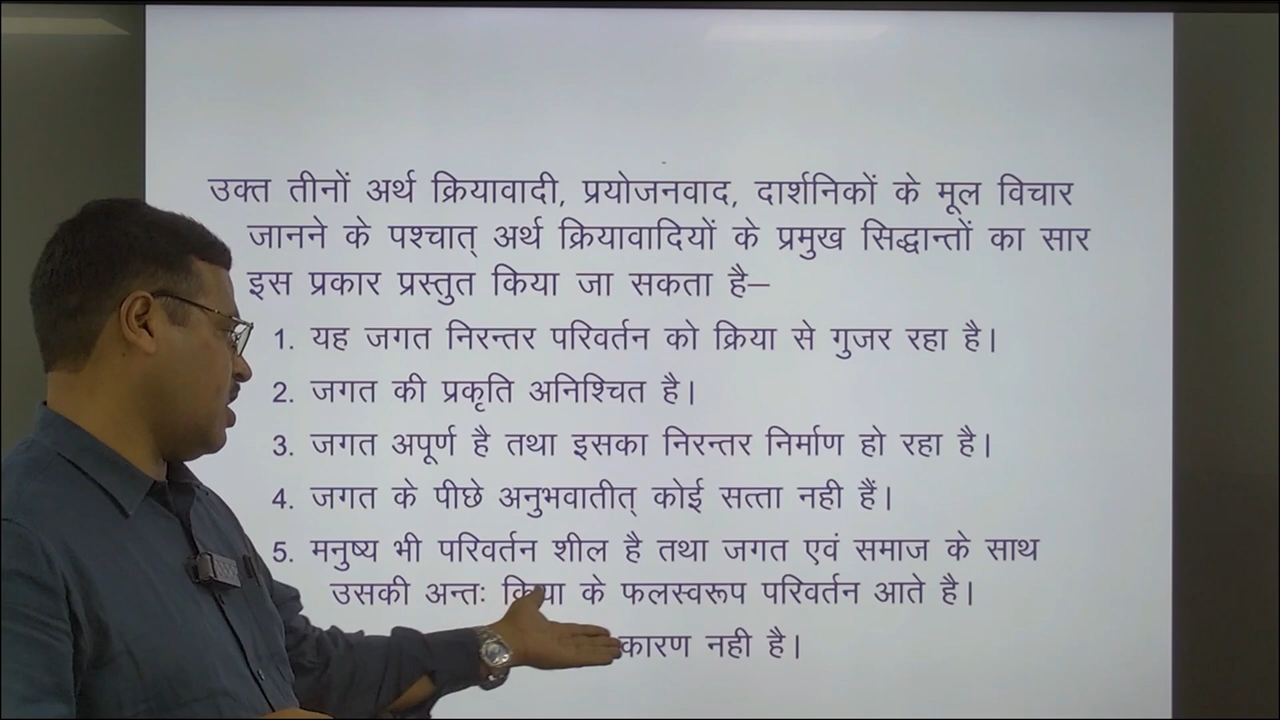 उक्त तीनों अर्थ क्रियावादी, प्रयोजनवाद, दार्शनिकों के मूल विचार
जानने के पश्चात् अर्थ क्रियावादियों के प्रमुख सिद्धान्तों का सार
इस प्रकार प्रस्तुत किया जा सकता है–
1. यह जगत निरन्तर परिवर्तन को क्रिया से गुजर रहा है।
2. जगत की प्रकृति अनिश्चित है।
3. जगत अपूर्ण है तथा इसका निरन्तर निर्माण हो रहा है।
4. जगत के पीछे अनुभवातीत् कोई सत्ता नही हैं।
5. मनुष्य भी परिवर्तन शील है तथा जगत एवं समाज के साथ
उसकी अन्तः क्रिया के फलस्वरूप परिवर्तन आते है।
कारण नही है।